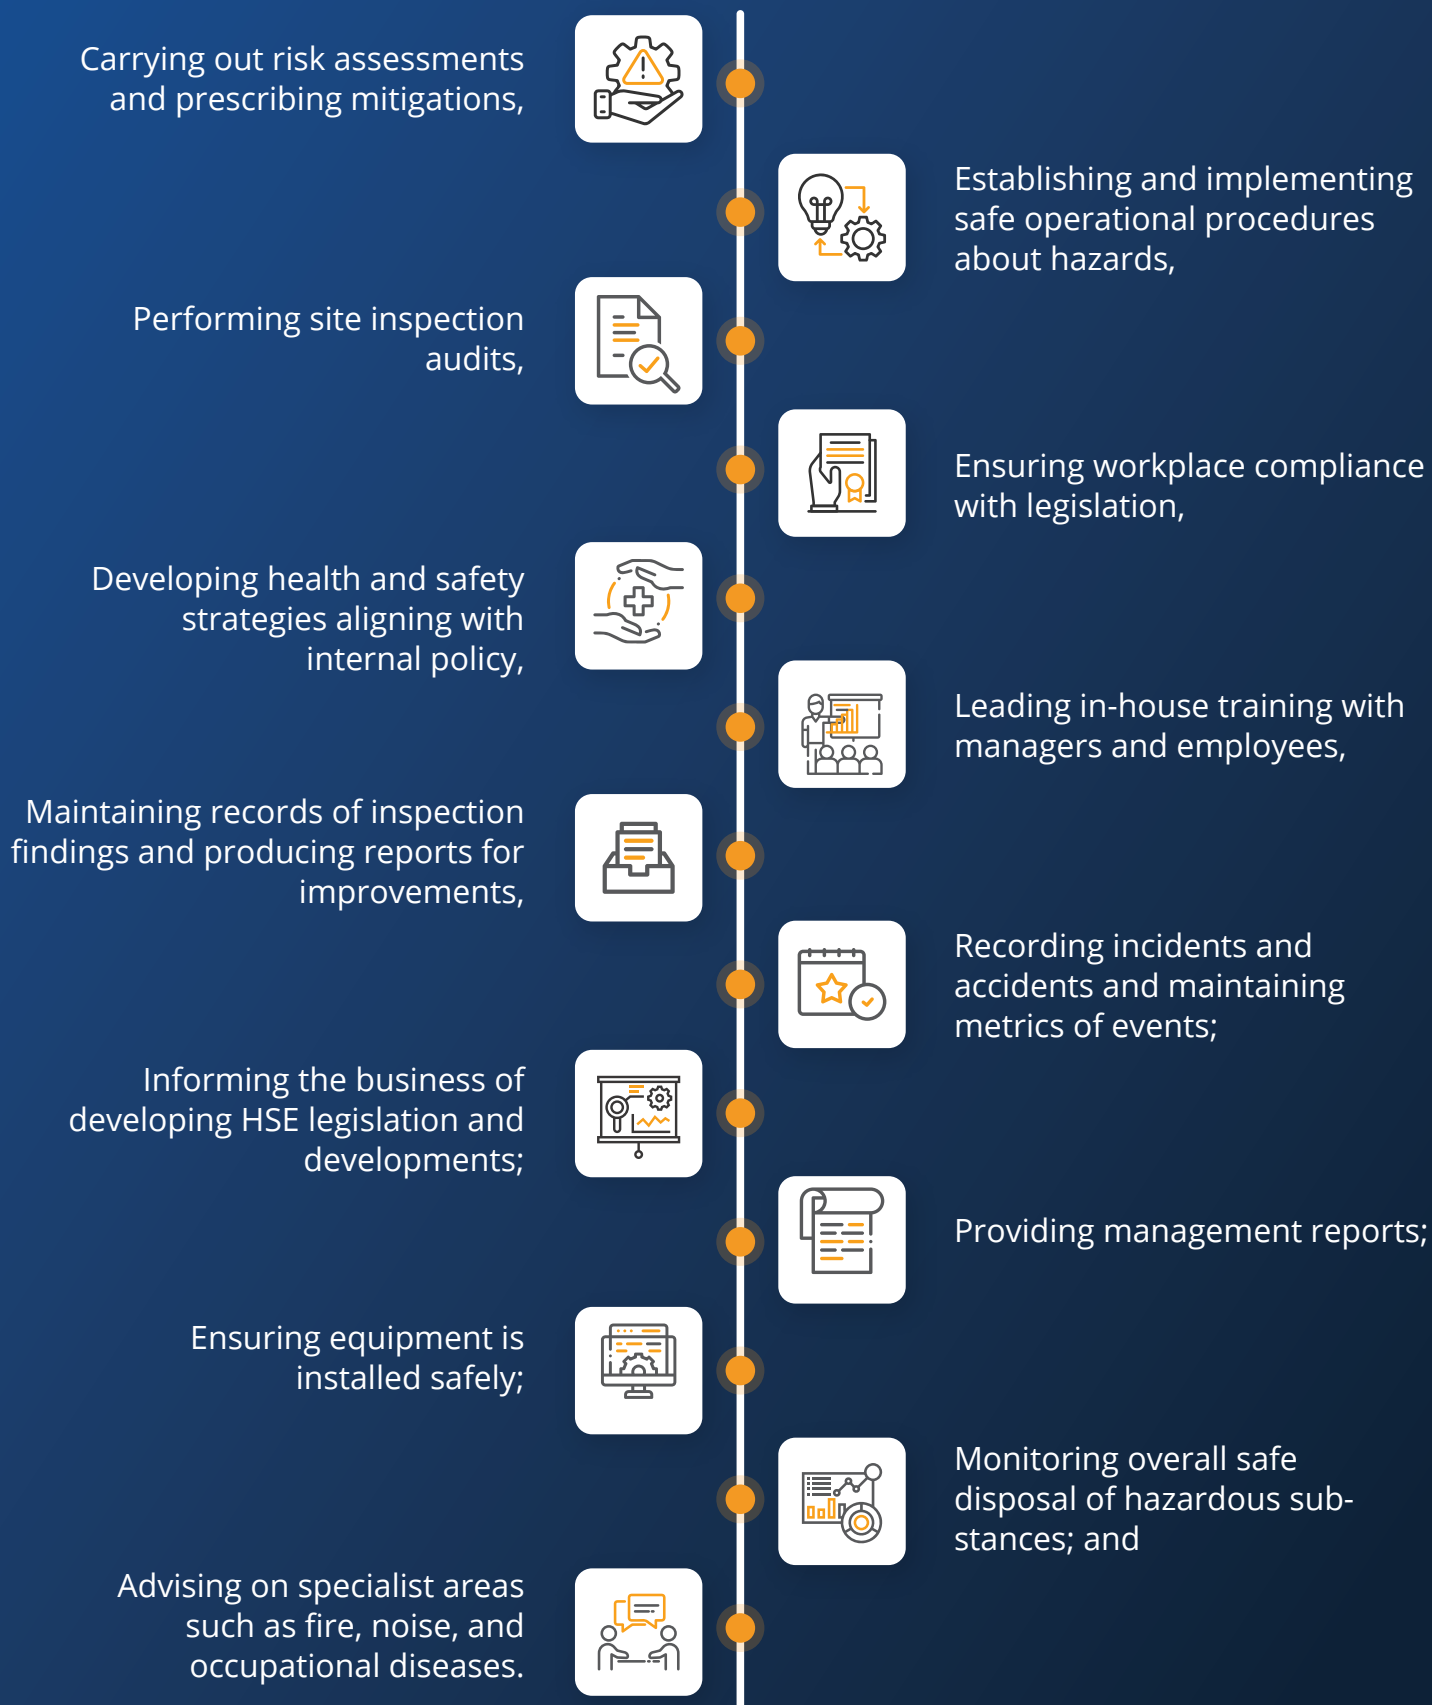 Carrying out risk assessments
and prescribing mitigations,
Establishing and implementing
safe operational procedures
about hazards,
Performing site inspection
audits,
Ensuring workplace compliance
with legislation,
Developing health and safety
strategies aligning with
internal policy,
Leading in-house training with
managers and employees,
Maintaining records of inspection
findings and producing reports for
improvements,
Recording incidents and
accidents and maintaining
metrics of events;
Informing the business of
developing HSE legislation and
developments;
Providing management reports;
Ensuring equipment is
installed safely;
Monitoring overall safe
disposal of hazardous sub-
stances; and
Advising on specialist areas
such as fire, noise, and
occupational diseases.